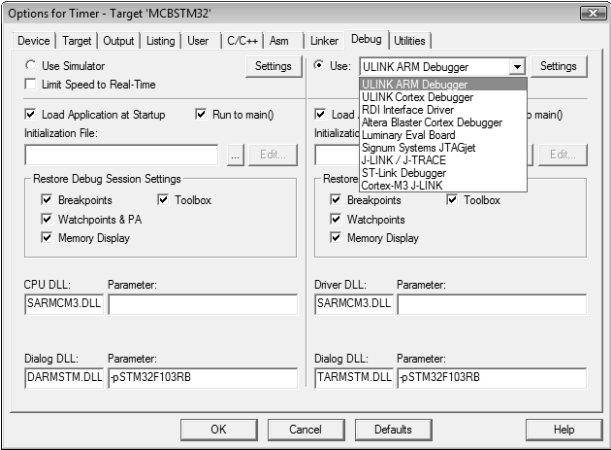 Options for Timer - Target 'MCBSTM32'
Device Target Output Listing User C/C++ Asm Linker Debug Utilities
Use Simulator Settings
Limit Speed to Real-Time
Use: ULINK ARM Debugger Settings
ULINK ARM Debugger
ULINK Cortex Debugger
RDI Interface Driver
Altera Blaster Cortex Debugger
Luminary Eval Board
Signum Systems JTAGjet
J-LINK / J-TRACE
ST-Link Debugger
Cortex-M3 J-LINK
Load Application at Startup Run to main()
Initialization File:
... Edit...
Restore Debug Session Settings
Breakpoints Toolbox
Watchpoints & PA
Memory Display
Load main()
Edit...
Restore
Breakpoints Toolbox
Watchpoints
Memory Display
CPU DLL: Parameter:
SARMCM3.DLL
Driver DLL: Parameter:
SARMCM3.DLL
Dialog DLL: Parameter:
DARMSTM.DLL -pSTM32F103RB
Dialog DLL: Parameter:
TARMSTM.DLL -pSTM32F103RB
OK Cancel Defaults Help